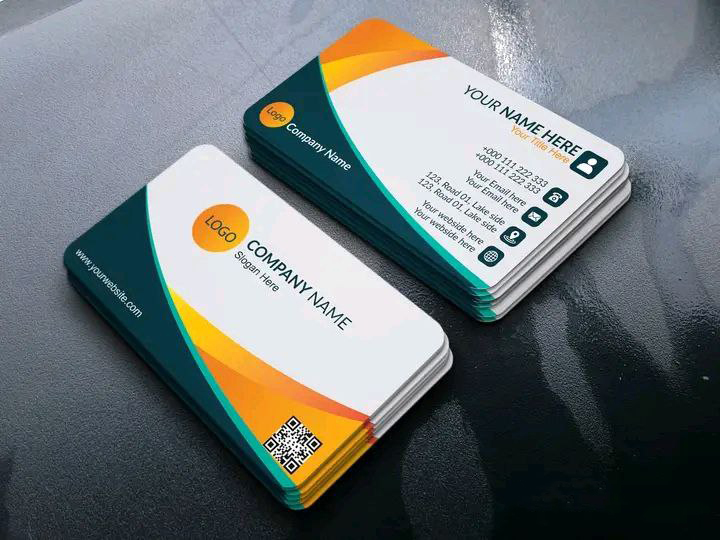 Logo
Company Name
YOUR NAME HERE
Your Title Here
+000 111 222 333
+000 111 222 333
Your Email here
Your Email here
123, Road 01, Lake side
123, Road 01, Lake side
Your webside here
Your webside here
LOGO
COMPANY NAME
Slogan Here
www.yourwebsite.com